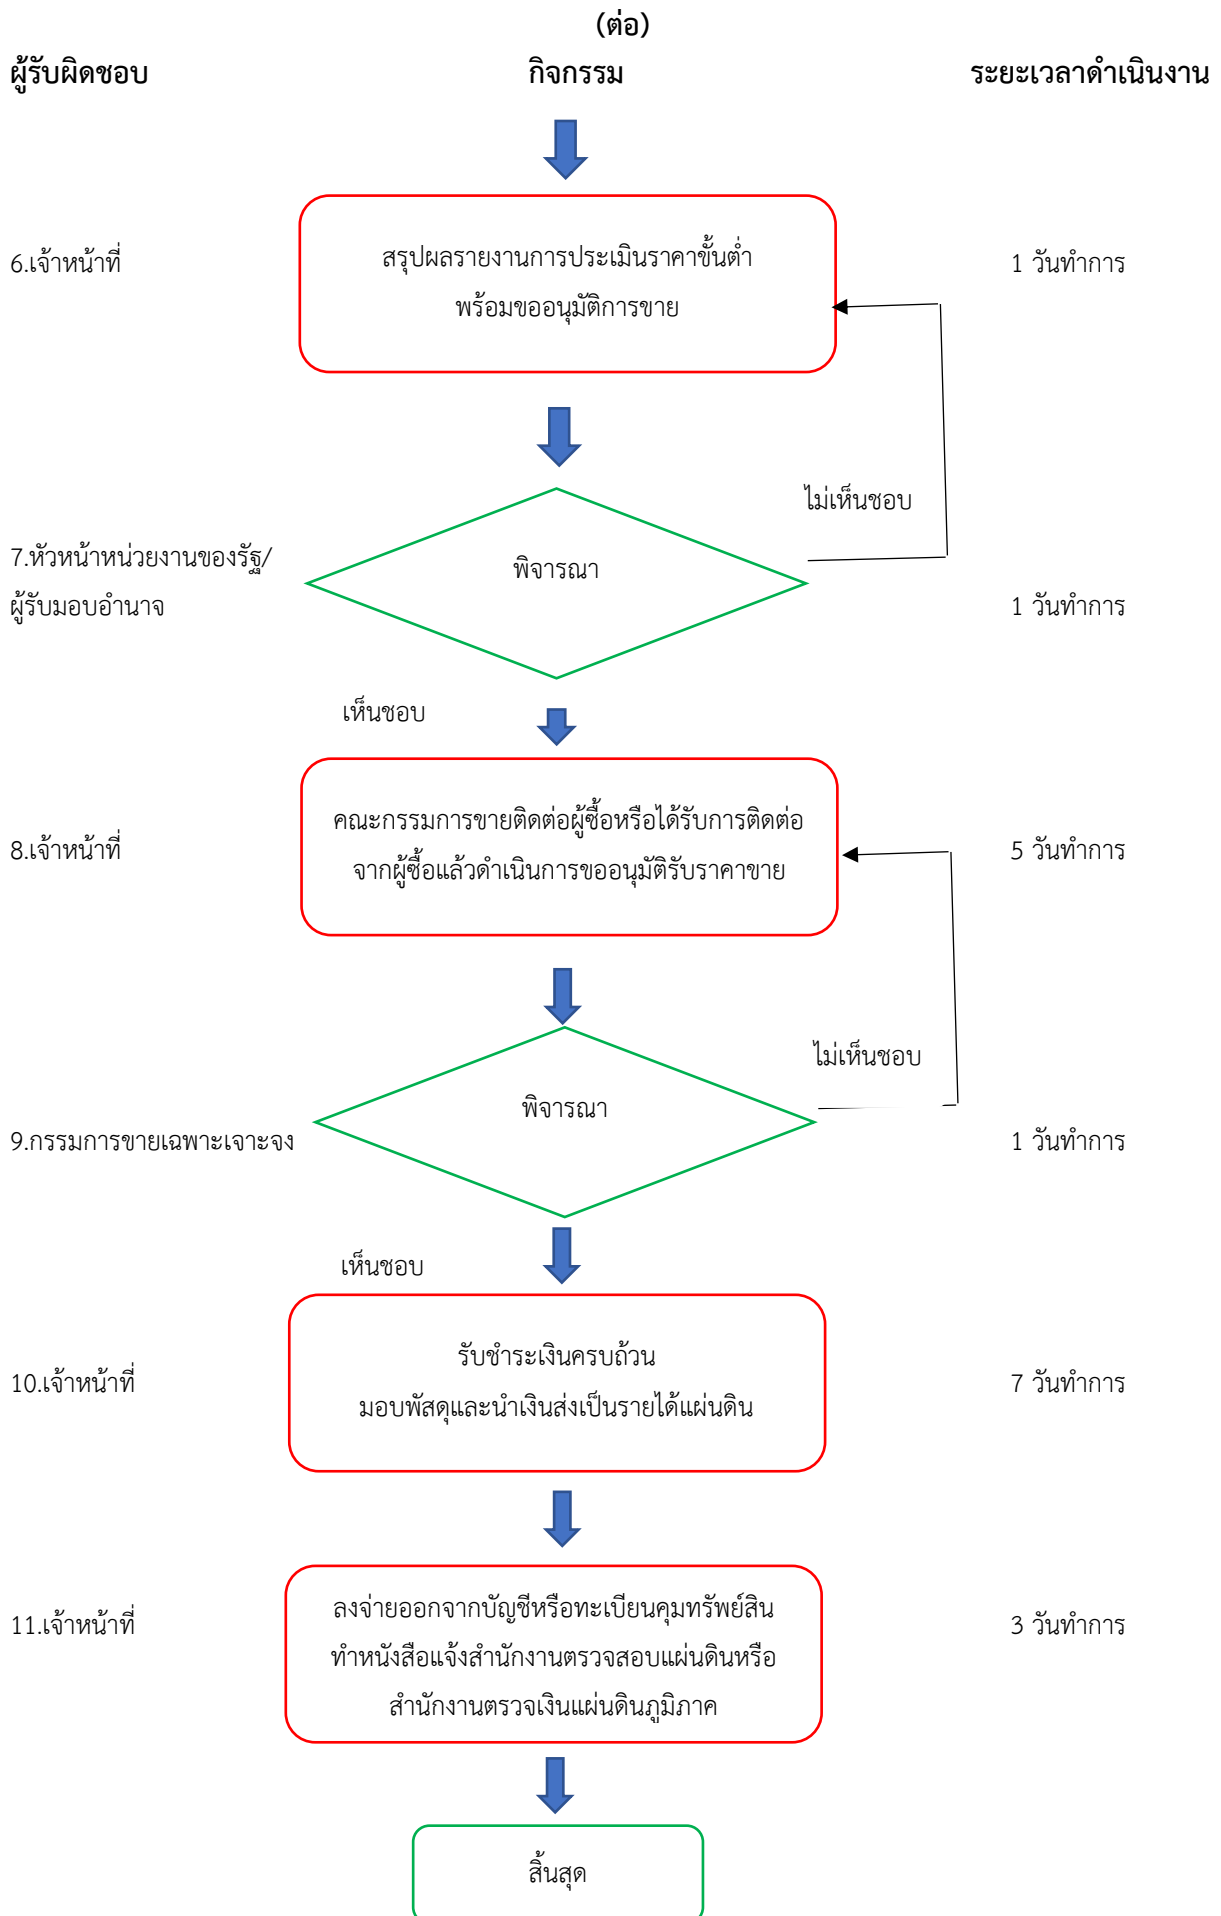 (ต่อ)
ผู้รับผิดชอบ กิจกรรม ระยะเวลาดำเนินงาน
6.เจ้าหน้าที่
สรุปผลรายงานการประเมินราคาขั้นต่ำ
พร้อมขออนุมัติการขาย
1 วันทำการ
ไม่เห็นชอบ
7.หัวหน้าหน่วยงานของรัฐ/
ผู้รับมอบอำนาจ
พิจารณา
1 วันทำการ
เห็นชอบ
8.เจ้าหน้าที่
คณะกรรมการขายติดต่อผู้ซื้อหรือได้รับการติดต่อ
จากผู้ซื้อแล้วดำเนินการขออนุมัติรับราคาขาย
5 วันทำการ
ไม่เห็นชอบ
พิจารณา
9.กรรมการขายเฉพาะเจาะจง
1 วันทำการ
เห็นชอบ
10.เจ้าหน้าที่
รับชำระเงินครบถ้วน
มอบพัสดุและนำเงินส่งเป็นรายได้แผ่นดิน
7 วันทำการ
11.เจ้าหน้าที่
ลงจ่ายออกจากบัญชีหรือทะเบียนคุมทรัพย์สิน
ทำหนังสือแจ้งสำนักงานตรวจสอบแผ่นดินหรือ
สำนักงานตรวจเงินแผ่นดินภูมิภาค
3 วันทำการ
สิ้นสุด